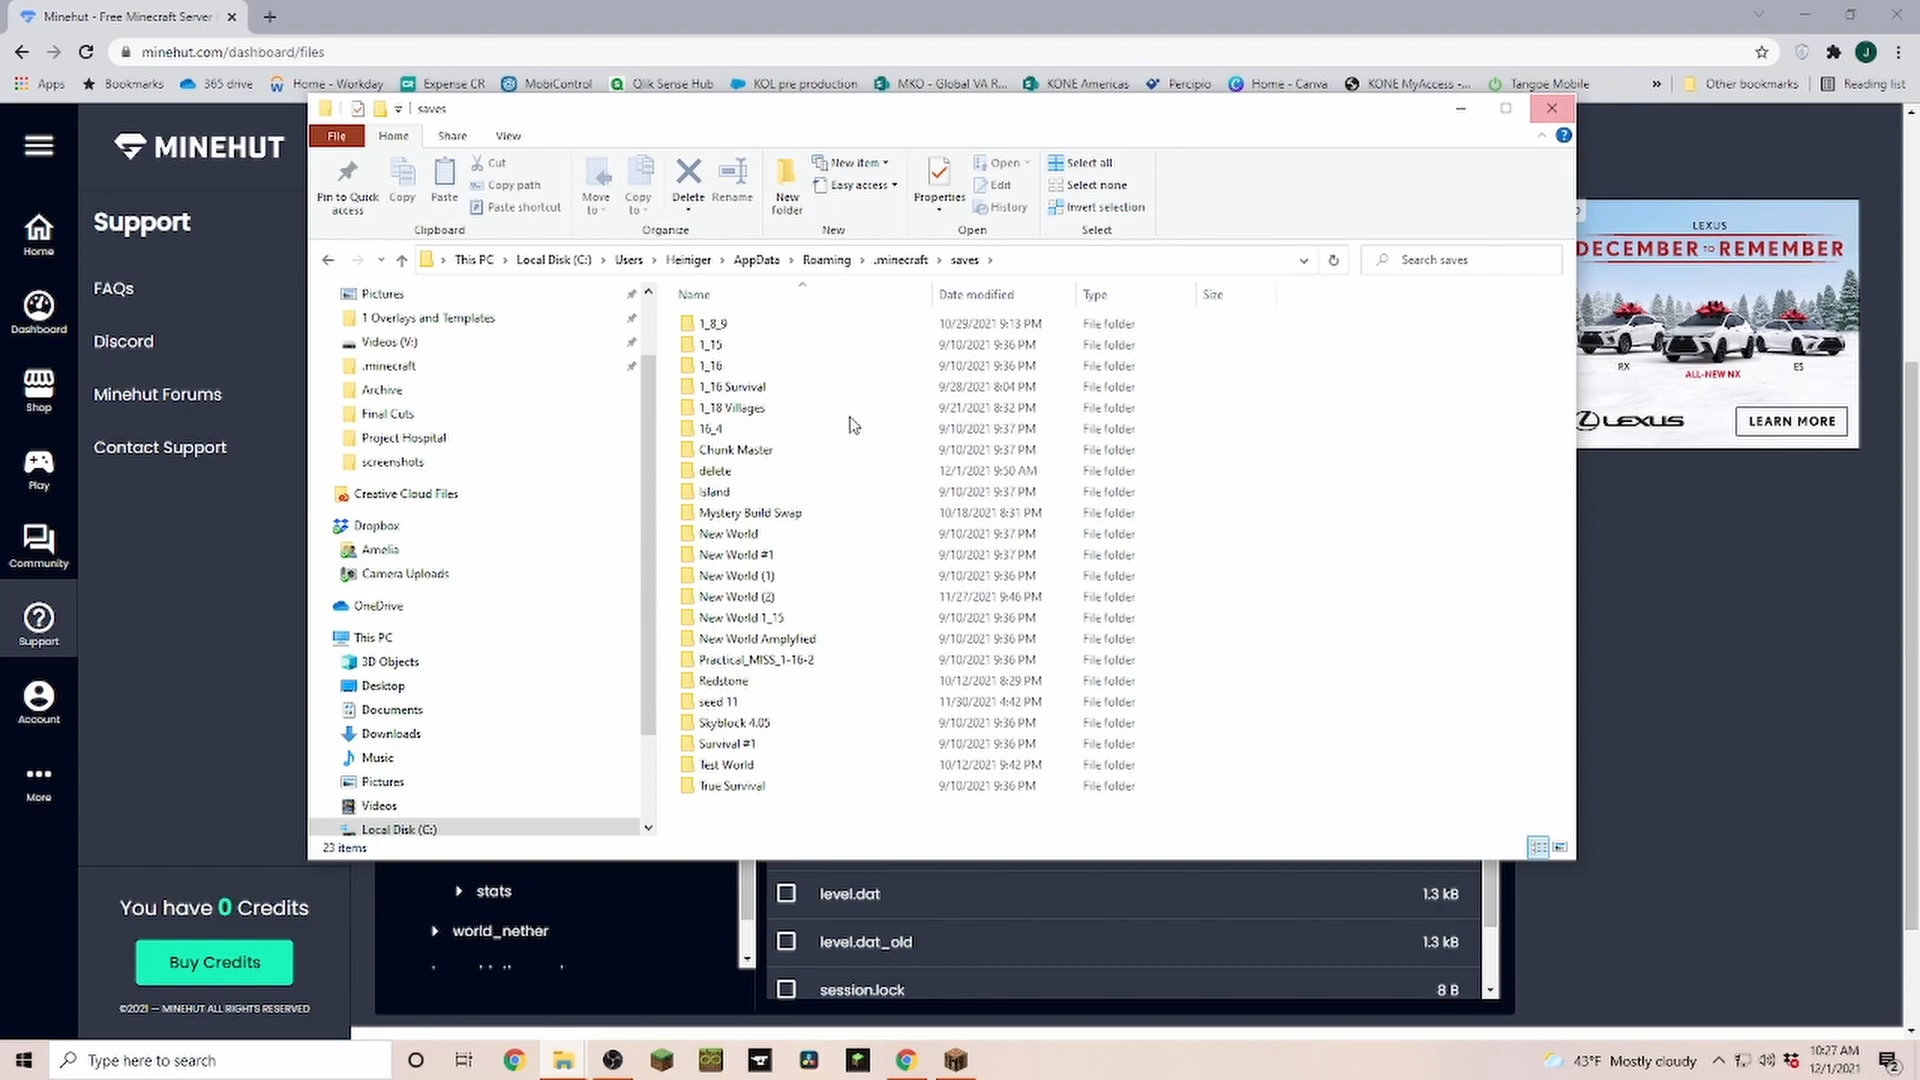 Minehut - Free Minecraft Server
minehut.com/dashboard/files
J
Apps
Bookmarks
365 drive
Home - Workday
Expense CR
MobiControl
Qlik Sense Hub
KOL pre production
MKO - Global VA R...
KONE Americas
Percipio
Home - Canva
KONE MyAccess -...
Tangoe Mobile
»
Other bookmarks
Reading list
MINEHUT
Support
FAQs
Discord
Minehut Forums
Contact Support
Home
Dashboard
Shop
Play
Community
Support
Account
More
You have 0 Credits
Buy Credits
©2021 — MINEHUT ALL RIGHTS RESERVED
saves
File
Home
Share
View
Pin to Quick access
Copy
Paste
Cut
Copy path
Paste shortcut
Clipboard
Move to
Copy to
Delete
Rename
Organize
New folder
New item
Easy access
New
Properties
Open
Edit
History
Open
Select all
Select none
Invert selection
Select
This PC > Local Disk (C:) > Users > Heiniger > AppData > Roaming > .minecraft > saves >
Search saves
Pictures
1 Overlays and Templates
Videos (V:)
.minecraft
Archive
Final Cuts
Project Hospital
screenshots
Creative Cloud Files
Dropbox
Amelia
Camera Uploads
OneDrive
This PC
3D Objects
Desktop
Documents
Downloads
Music
Pictures
Videos
Local Disk (C:)
23 items
Name Date modified Type Size
1_8_9 10/29/2021 9:13 PM File folder
1_15 9/10/2021 9:36 PM File folder
1_16 9/10/2021 9:36 PM File folder
1_16 Survival 9/28/2021 8:04 PM File folder
1_18 Villages 9/21/2021 8:32 PM File folder
16_4 9/10/2021 9:37 PM File folder
Chunk Master 9/10/2021 9:37 PM File folder
delete 12/1/2021 9:50 AM File folder
Island 9/10/2021 9:37 PM File folder
Mystery Build Swap 10/18/2021 8:31 PM File folder
New World 9/10/2021 9:37 PM File folder
New World #1 9/10/2021 9:37 PM File folder
New World (1) 9/10/2021 9:37 PM File folder
New World (2) 11/27/2021 9:46 PM File folder
New World 1_15 9/10/2021 9:36 PM File folder
New World Amplyfied 9/10/2021 9:36 PM File folder
Practical_MISS_1-16-2 9/10/2021 9:36 PM File folder
Redstone 10/12/2021 8:29 PM File folder
seed 11 11/30/2021 4:42 PM File folder
Skyblock 4.05 9/10/2021 9:36 PM File folder
Survival #1 9/10/2021 9:36 PM File folder
Test World 10/12/2021 9:42 PM File folder
True Survival 9/10/2021 9:36 PM File folder
LEXUS
DECEMBER TO REMEMBER
RX
ALL-NEW NX
ES
LEXUS
LEARN MORE
stats
world_nether
level.dat 1.3 kB
level.dat_old 1.3 kB
session.lock 8 B
Type here to search
43°F Mostly cloudy
10:27 AM
12/1/2021
2